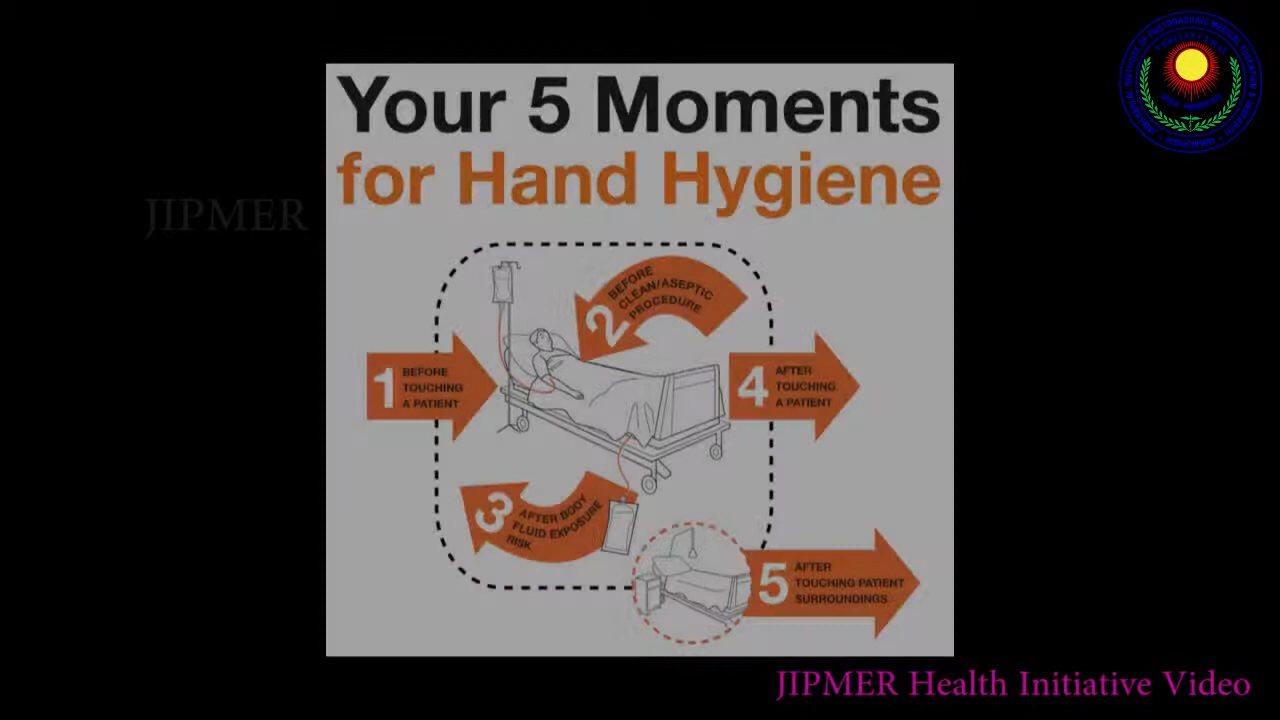 Your 5 Moments
for Hand Hygiene
JIPMER
2 BEFORE
CLEAN/ASEPTIC
PROCEDURE
1 BEFORE
TOUCHING
A PATIENT
4 AFTER
TOUCHING
A PATIENT
3 AFTER BODY
FLUID EXPOSURE
RISK
5 AFTER
TOUCHING PATIENT
SURROUNDINGS
JIPMER Health Initiative Video